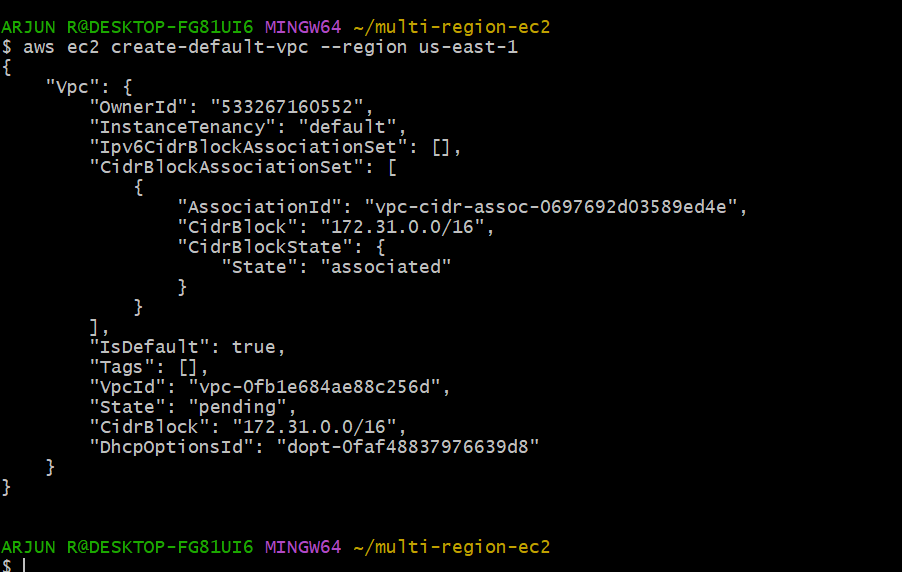 ARJUN R@DESKTOP-FG81UI6 MINGW64 ~/multi-region-ec2
$ aws ec2 create-default-vpc --region us-east-1
{
    "Vpc": {
        "OwnerId": "533267160552",
        "InstanceTenancy": "default",
        "Ipv6CidrBlockAssociationSet": [],
        "CidrBlockAssociationSet": [
            {
                "AssociationId": "vpc-cidr-assoc-0697692d03589ed4e",
                "CidrBlock": "172.31.0.0/16",
                "CidrBlockState": {
                    "State": "associated"
                }
            }
        ],
        "IsDefault": true,
        "Tags": [],
        "VpcId": "vpc-0fb1e684ae88c256d",
        "State": "pending",
        "CidrBlock": "172.31.0.0/16",
        "DhcpOptionsId": "dopt-0faf48837976639d8"
    }
}
ARJUN R@DESKTOP-FG81UI6 MINGW64 ~/multi-region-ec2
$